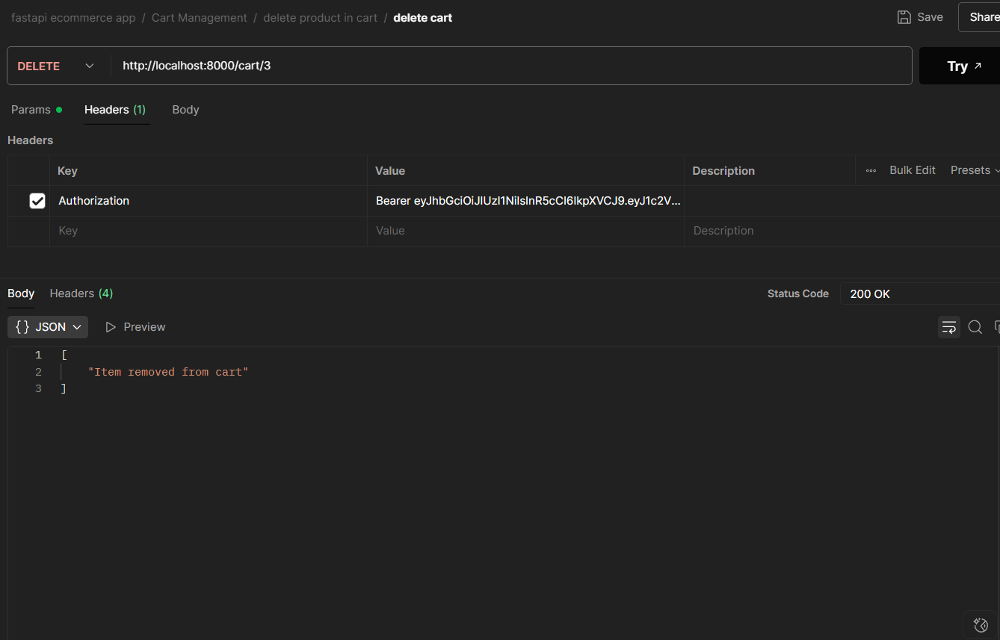 fastapi ecommerce app / Cart Management / delete product in cart / delete cart
Save
Share
DELETE
http://localhost:8000/cart/3
Try
Params
Headers (1)
Body
Headers
Key
Value
Description
Bulk Edit
Presets
Authorization
Bearer eyJhbGciOiJIUzI1NiIsInR5cCI6IkpXVCJ9.eyJ1c2V...
Key
Value
Description
Body
Headers (4)
Status Code
200 OK
{} JSON
Preview
1 [
2 "Item removed from cart"
3 ]